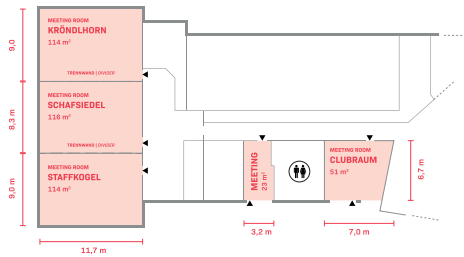 MEETING ROOM
KRÖNDLHORN
114 m²
TRENNWAND | DIVIDER
MEETING ROOM
SCHAFSIEDEL
116 m²
TRENNWAND | DIVIDER
MEETING ROOM
STAFFKOGEL
114 m²
9,0
8,3 m
9,0 m
11,7 m
MEETING
23 m²
MEETING ROOM
CLUBRAUM
51 m²
6,7 m
3,2 m
7,0 m